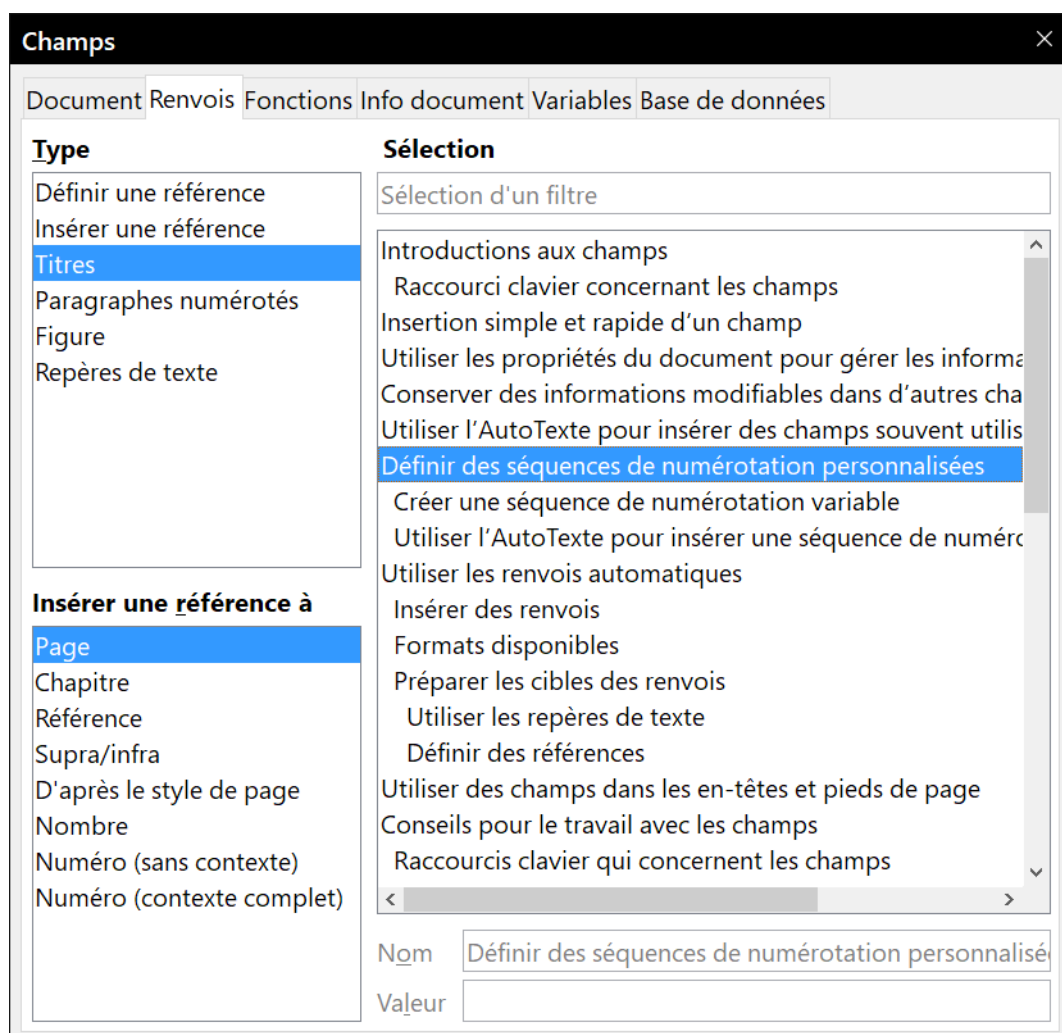 Champs
Document Renvois Fonctions Info document Variables Base de données
Type
Définir une référence
Insérer une référence
Titres
Paragraphes numérotés
Figure
Repères de texte
Insérer une référence à
Page
Chapitre
Référence
Supra/infra
D'après le style de page
Nombre
Numéro (sans contexte)
Numéro (contexte complet)
Sélection
Sélection d'un filtre
Introductions aux champs
Raccourci clavier concernant les champs
Insertion simple et rapide d’un champ
Utiliser les propriétés du document pour gérer les informa
Conserver des informations modifiables dans d’autres cha
Utiliser l’AutoTexte pour insérer des champs souvent utilis
Définir des séquences de numérotation personnalisées
Créer une séquence de numérotation variable
Utiliser l’AutoTexte pour insérer une séquence de numéro
Utiliser les renvois automatiques
Insérer des renvois
Formats disponibles
Préparer les cibles des renvois
Utiliser les repères de texte
Définir des références
Utiliser des champs dans les en-têtes et pieds de page
Conseils pour le travail avec les champs
Raccourcis clavier qui concernent les champs
Nom Définir des séquences de numérotation personnalisé
Valeur